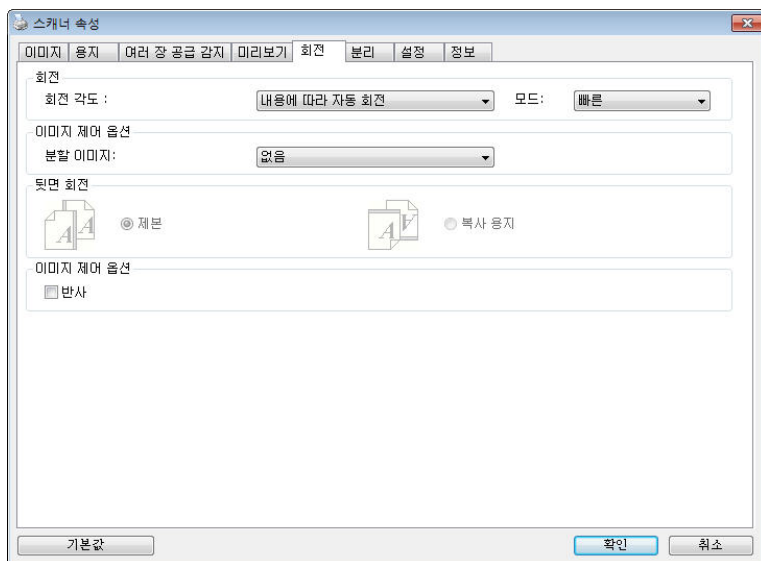 스캐너 속성
이미지 용지 여러 장 공급 감지 미리보기 회전 분리 설정 정보
회전
회전 각도 : 내용에 따라 자동 회전 모드: 빠른
이미지 제어 옵션
분할 이미지: 없음
뒷면 회전
A A 제본 A A 복사 용지
이미지 제어 옵션
반사
기본값 확인 취소